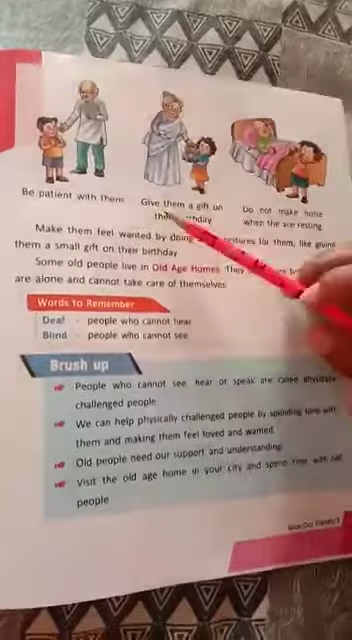 Be patient with them
Give them a gift on
their birthday
Do not make noise
when the are resting
Make them feel wanted by doing gestures for them, like giving
them a small gift on their birthday
Some old people live in Old Age Homes. They
are alone and cannot take care of themselves
Words to Remember
Deaf - people who cannot hear
Blind - people who cannot see
Brush up
People who cannot see, hear or speak are called physically
challenged people
We can help physically challenged people by spending time with
them and making them feel loved and wanted
Old people need our support and understanding
Visit the old age home in your city and spend time with old
people